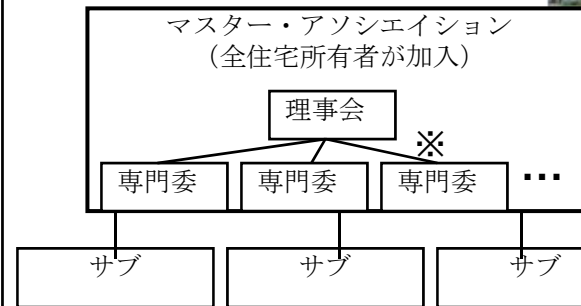 マスター・アソシエイション
（全住宅所有者が加入）
理事会
※
専門委 専門委 専門委 …
サブ サブ サブ